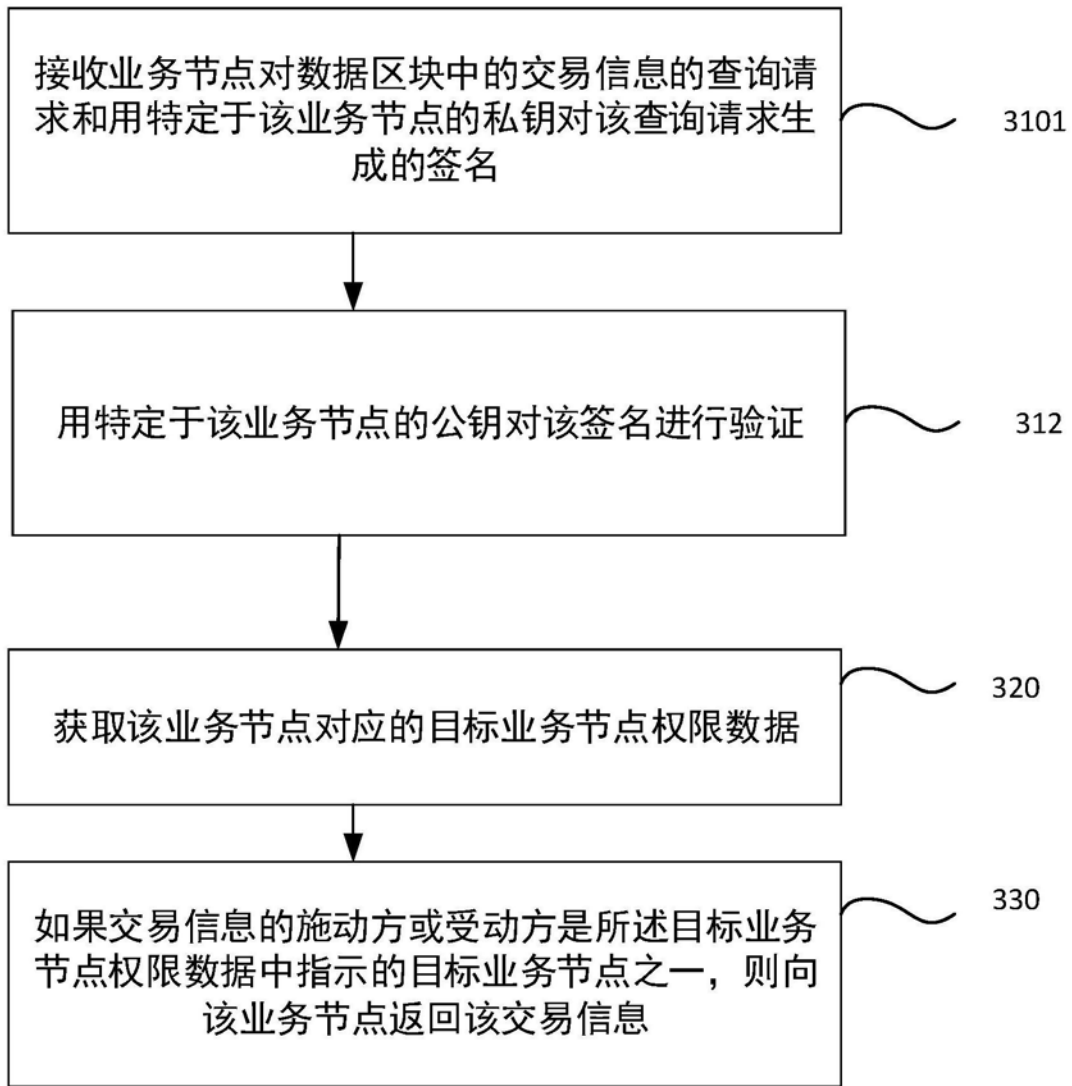 接收业务节点对数据区块中的交易信息的查询请
求和用特定于该业务节点的私钥对该查询请求生
成的签名
3101
用特定于该业务节点的公钥对该签名进行验证
312
获取该业务节点对应的目标业务节点权限数据
320
如果交易信息的施动方或受动方是所述目标业务
节点权限数据中指示的目标业务节点之一，则向
该业务节点返回该交易信息
330